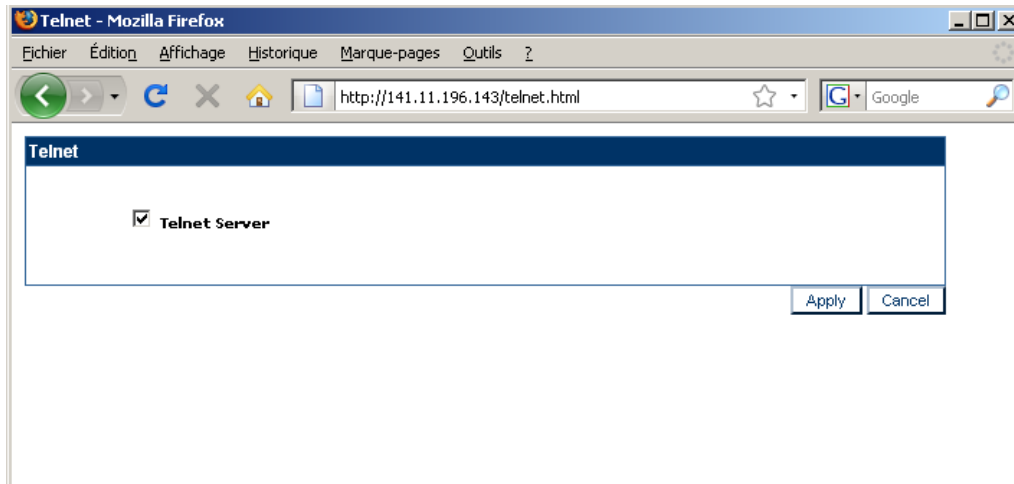 Telnet - Mozilla Firefox
Fichier Édition Affichage Historique Marque-pages Outils ?
http://141.11.196.143/telnet.html G Google
Telnet
Telnet Server
Apply Cancel